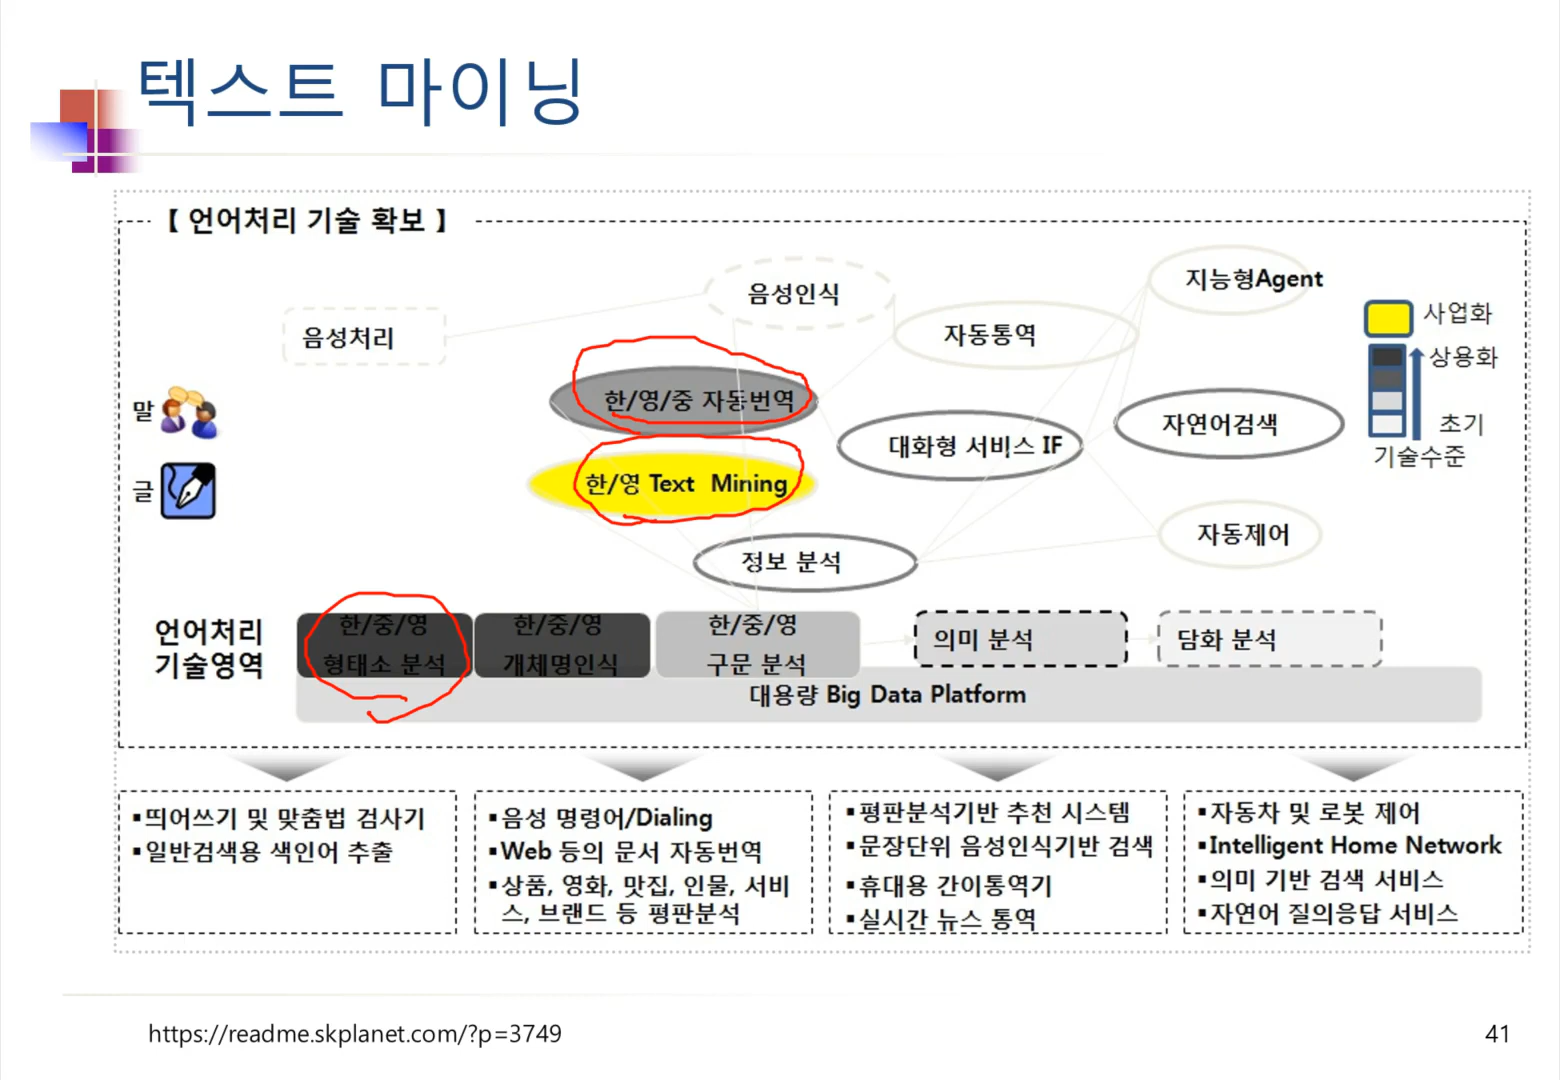 텍스트 마이닝
【 언어처리 기술 확보 】
음성처리
음성인식
자동통역
지능형Agent
사업화
상용화
초기
기술수준
말
글
한/영/중 자동번역
한/영 Text Mining
대화형 서비스 IF
자연어검색
정보 분석
자동제어
언어처리
기술영역
한/중/영
형태소 분석
한/중/영
개체명인식
한/중/영
구문 분석
의미 분석
담화 분석
대용량 Big Data Platform
▪띄어쓰기 및 맞춤법 검사기
▪일반검색용 색인어 추출
▪음성 명령어/Dialing
▪Web 등의 문서 자동번역
▪상품, 영화, 맛집, 인물, 서비
스, 브랜드 등 평판분석
▪평판분석기반 추천 시스템
▪문장단위 음성인식기반 검색
▪휴대용 간이통역기
▪실시간 뉴스 통역
▪자동차 및 로봇 제어
▪Intelligent Home Network
▪의미 기반 검색 서비스
▪자연어 질의응답 서비스
https://readme.skplanet.com/?p=3749
41